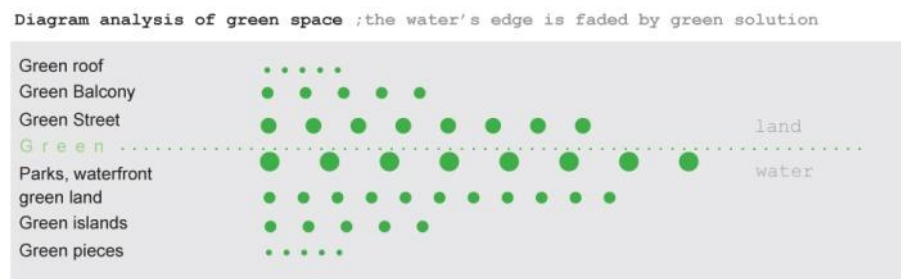 Diagram analysis of green space ;the water's edge is faded by green solution
Green roof
Green Balcony
Green Street
land
Green
water
Parks, waterfront
green land
Green islands
Green pieces